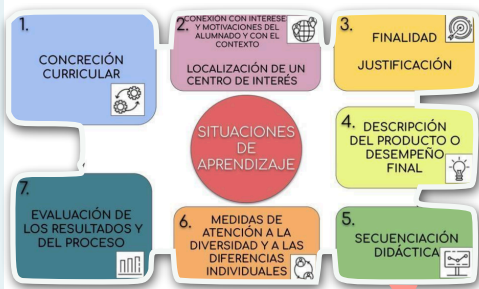 1.
CONCRECIÓN
CURRICULAR
2.
CONEXIÓN CON INTERESE
Y MOTIVACIONES DEL
ALUMNADO Y CON EL
CONTEXTO
LOCALIZACIÓN DE UN
CENTRO DE INTERÉS
3.
FINALIDAD
JUSTIFICACIÓN
SITUACIONES
DE
APRENDIZAJE
4. DESCRIPCIÓN
DEL PRODUCTO O
DESEMPEÑO
FINAL
5.
SECUENCIACIÓN
DIDÁCTICA
6. MEDIDAS DE
ATENCIÓN A LA
DIVERSIDAD Y A LAS
DIFERENCIAS
INDIVIDUALES
7.
EVALUACIÓN DE
LOS RESULTADOS Y
DEL PROCESO